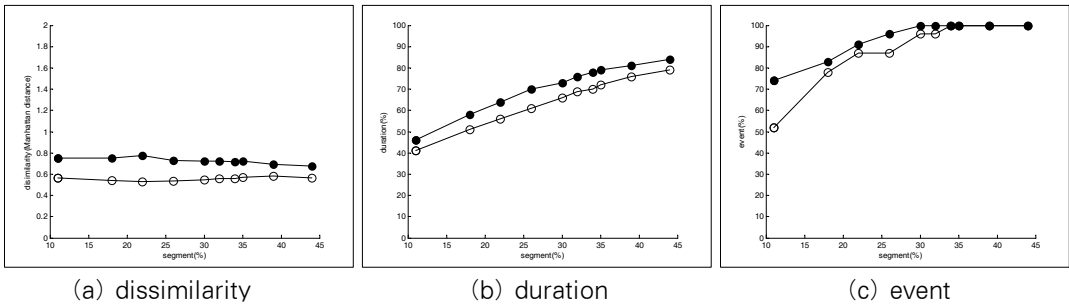 2
1.8
1.6
1.4
1.2
1
0.8
0.6
0.4
0.2
0
10 15 20 25 30 35 40 45
segment(%)
disimilarity(Manhattan distance)
100
90
80
70
60
50
40
30
20
10
0
10 15 20 25 30 35 40 45
segment(%)
duration(%)
100
90
80
70
60
50
40
30
20
10
0
10 15 20 25 30 35 40 45
segment(%)
event(%)
(a) dissimilarity
(b) duration
(c) event